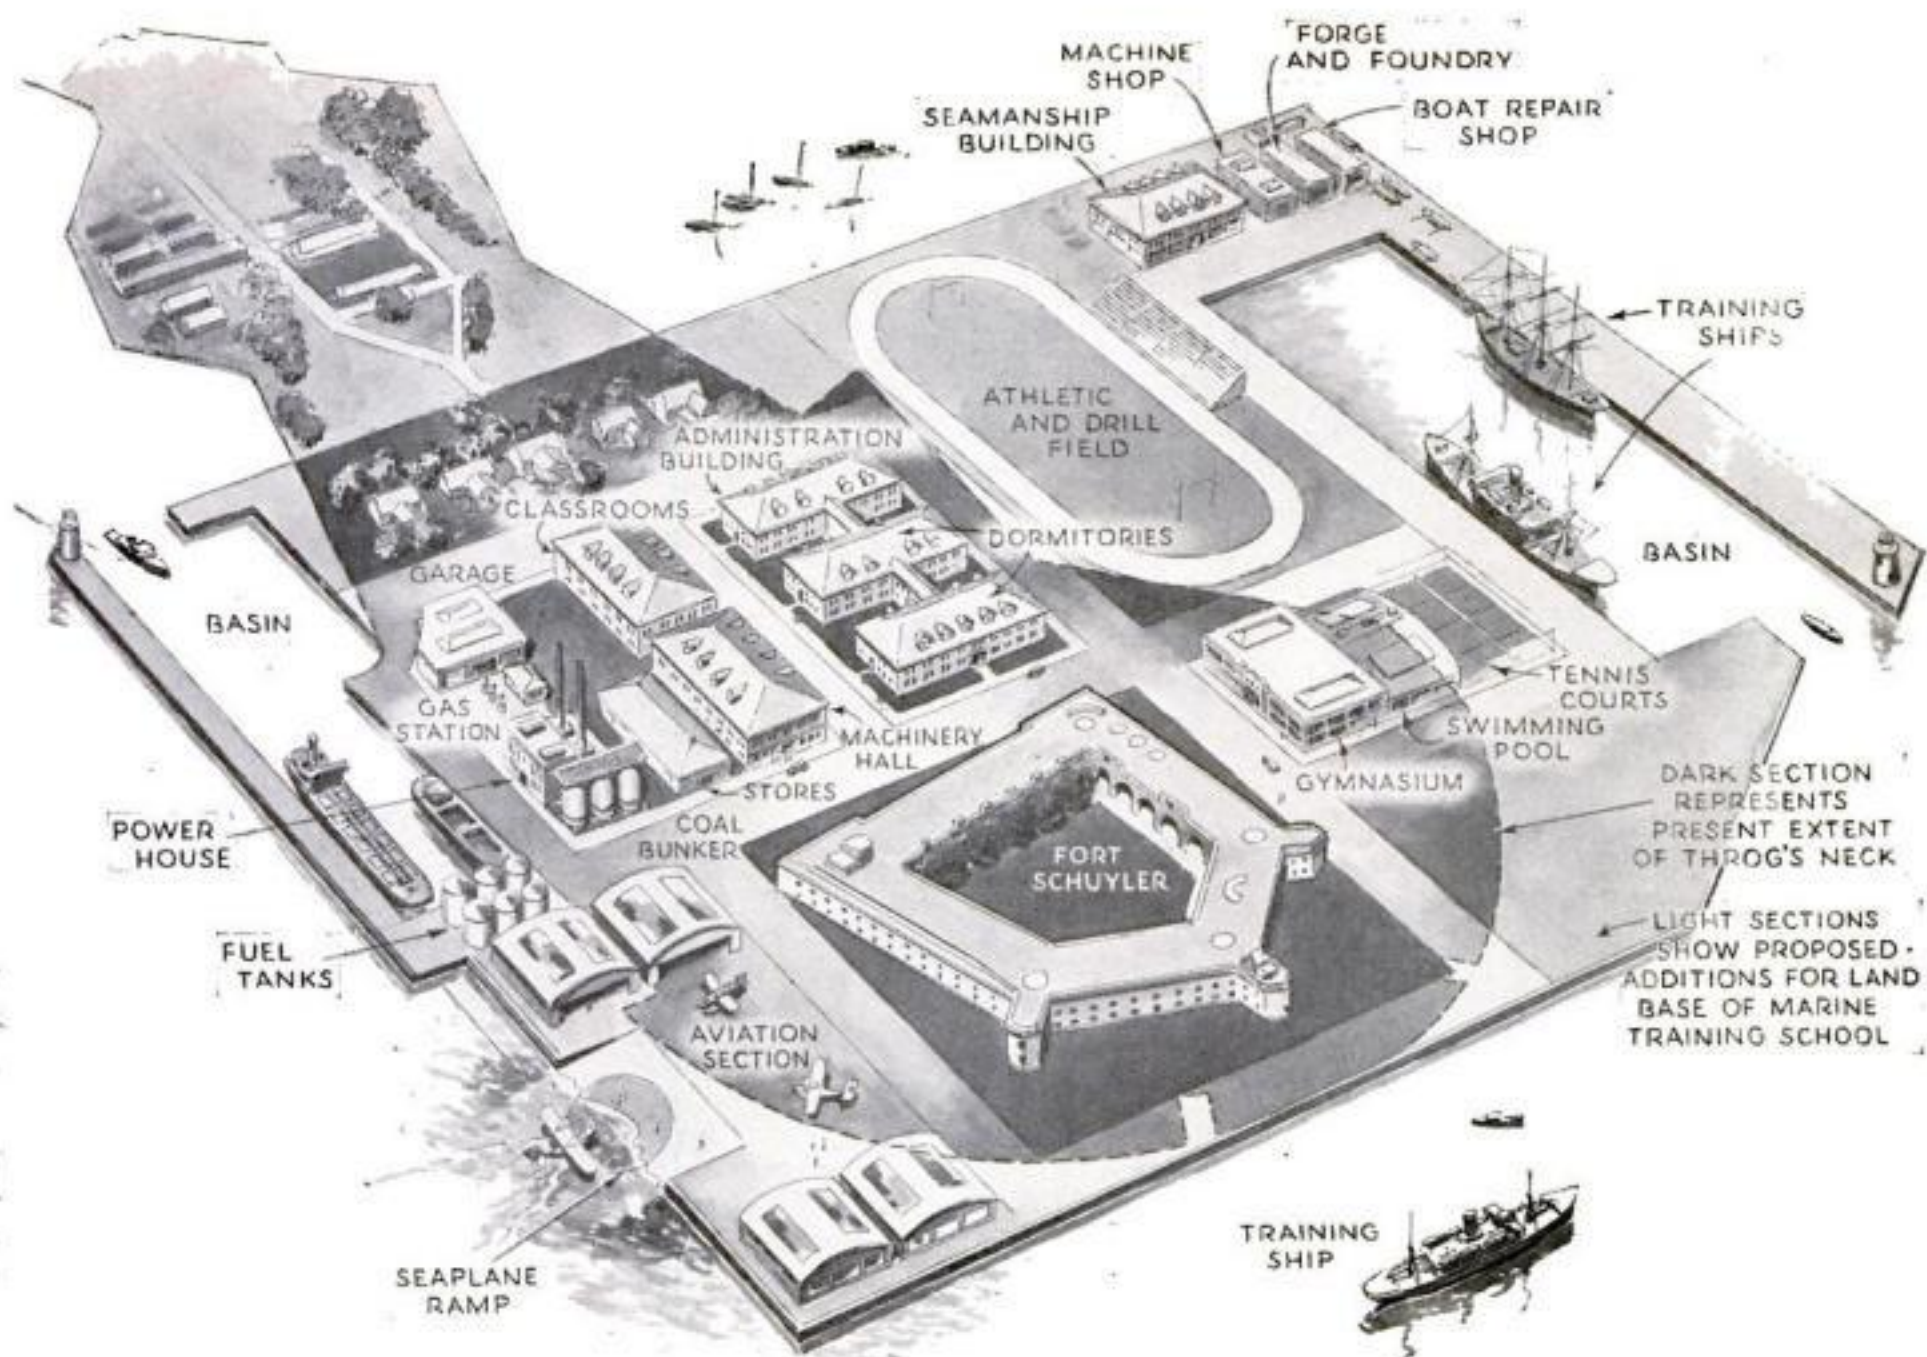 FORGE
AND FOUNDRY
MACHINE
SHOP
BOAT REPAIR
SHOP
SEAMANSHIP
BUILDING
TRAINING
SHIPS
ATHLETIC
AND DRILL
FIELD
ADMINISTRATION
BUILDING
CLASSROOMS
DORMITORIES
BASIN
GARAGE
BASIN
TENNIS
COURTS
GAS
STATION
SWIMMING
POOL
MACHINERY
HALL
GYMNASIUM
STORES
DARK SECTION
REPRESENTS
PRESENT EXTENT
OF THROG'S NECK
POWER
HOUSE
COAL
BUNKER
FORT
SCHUYLER
LIGHT SECTIONS
SHOW PROPOSED
ADDITIONS FOR LAND
BASE OF MARINE
TRAINING SCHOOL
FUEL
TANKS
AVIATION
SECTION
TRAINING
SHIP
SEAPLANE
RAMP